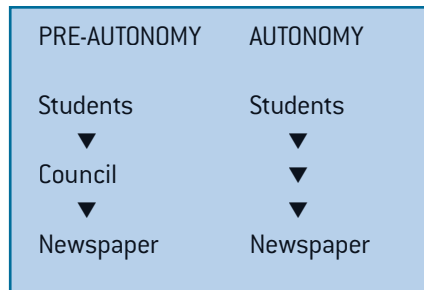 PRE-AUTONOMY AUTONOMY
Students Students
▼ ▼
Council ▼
▼ ▼
Newspaper Newspaper